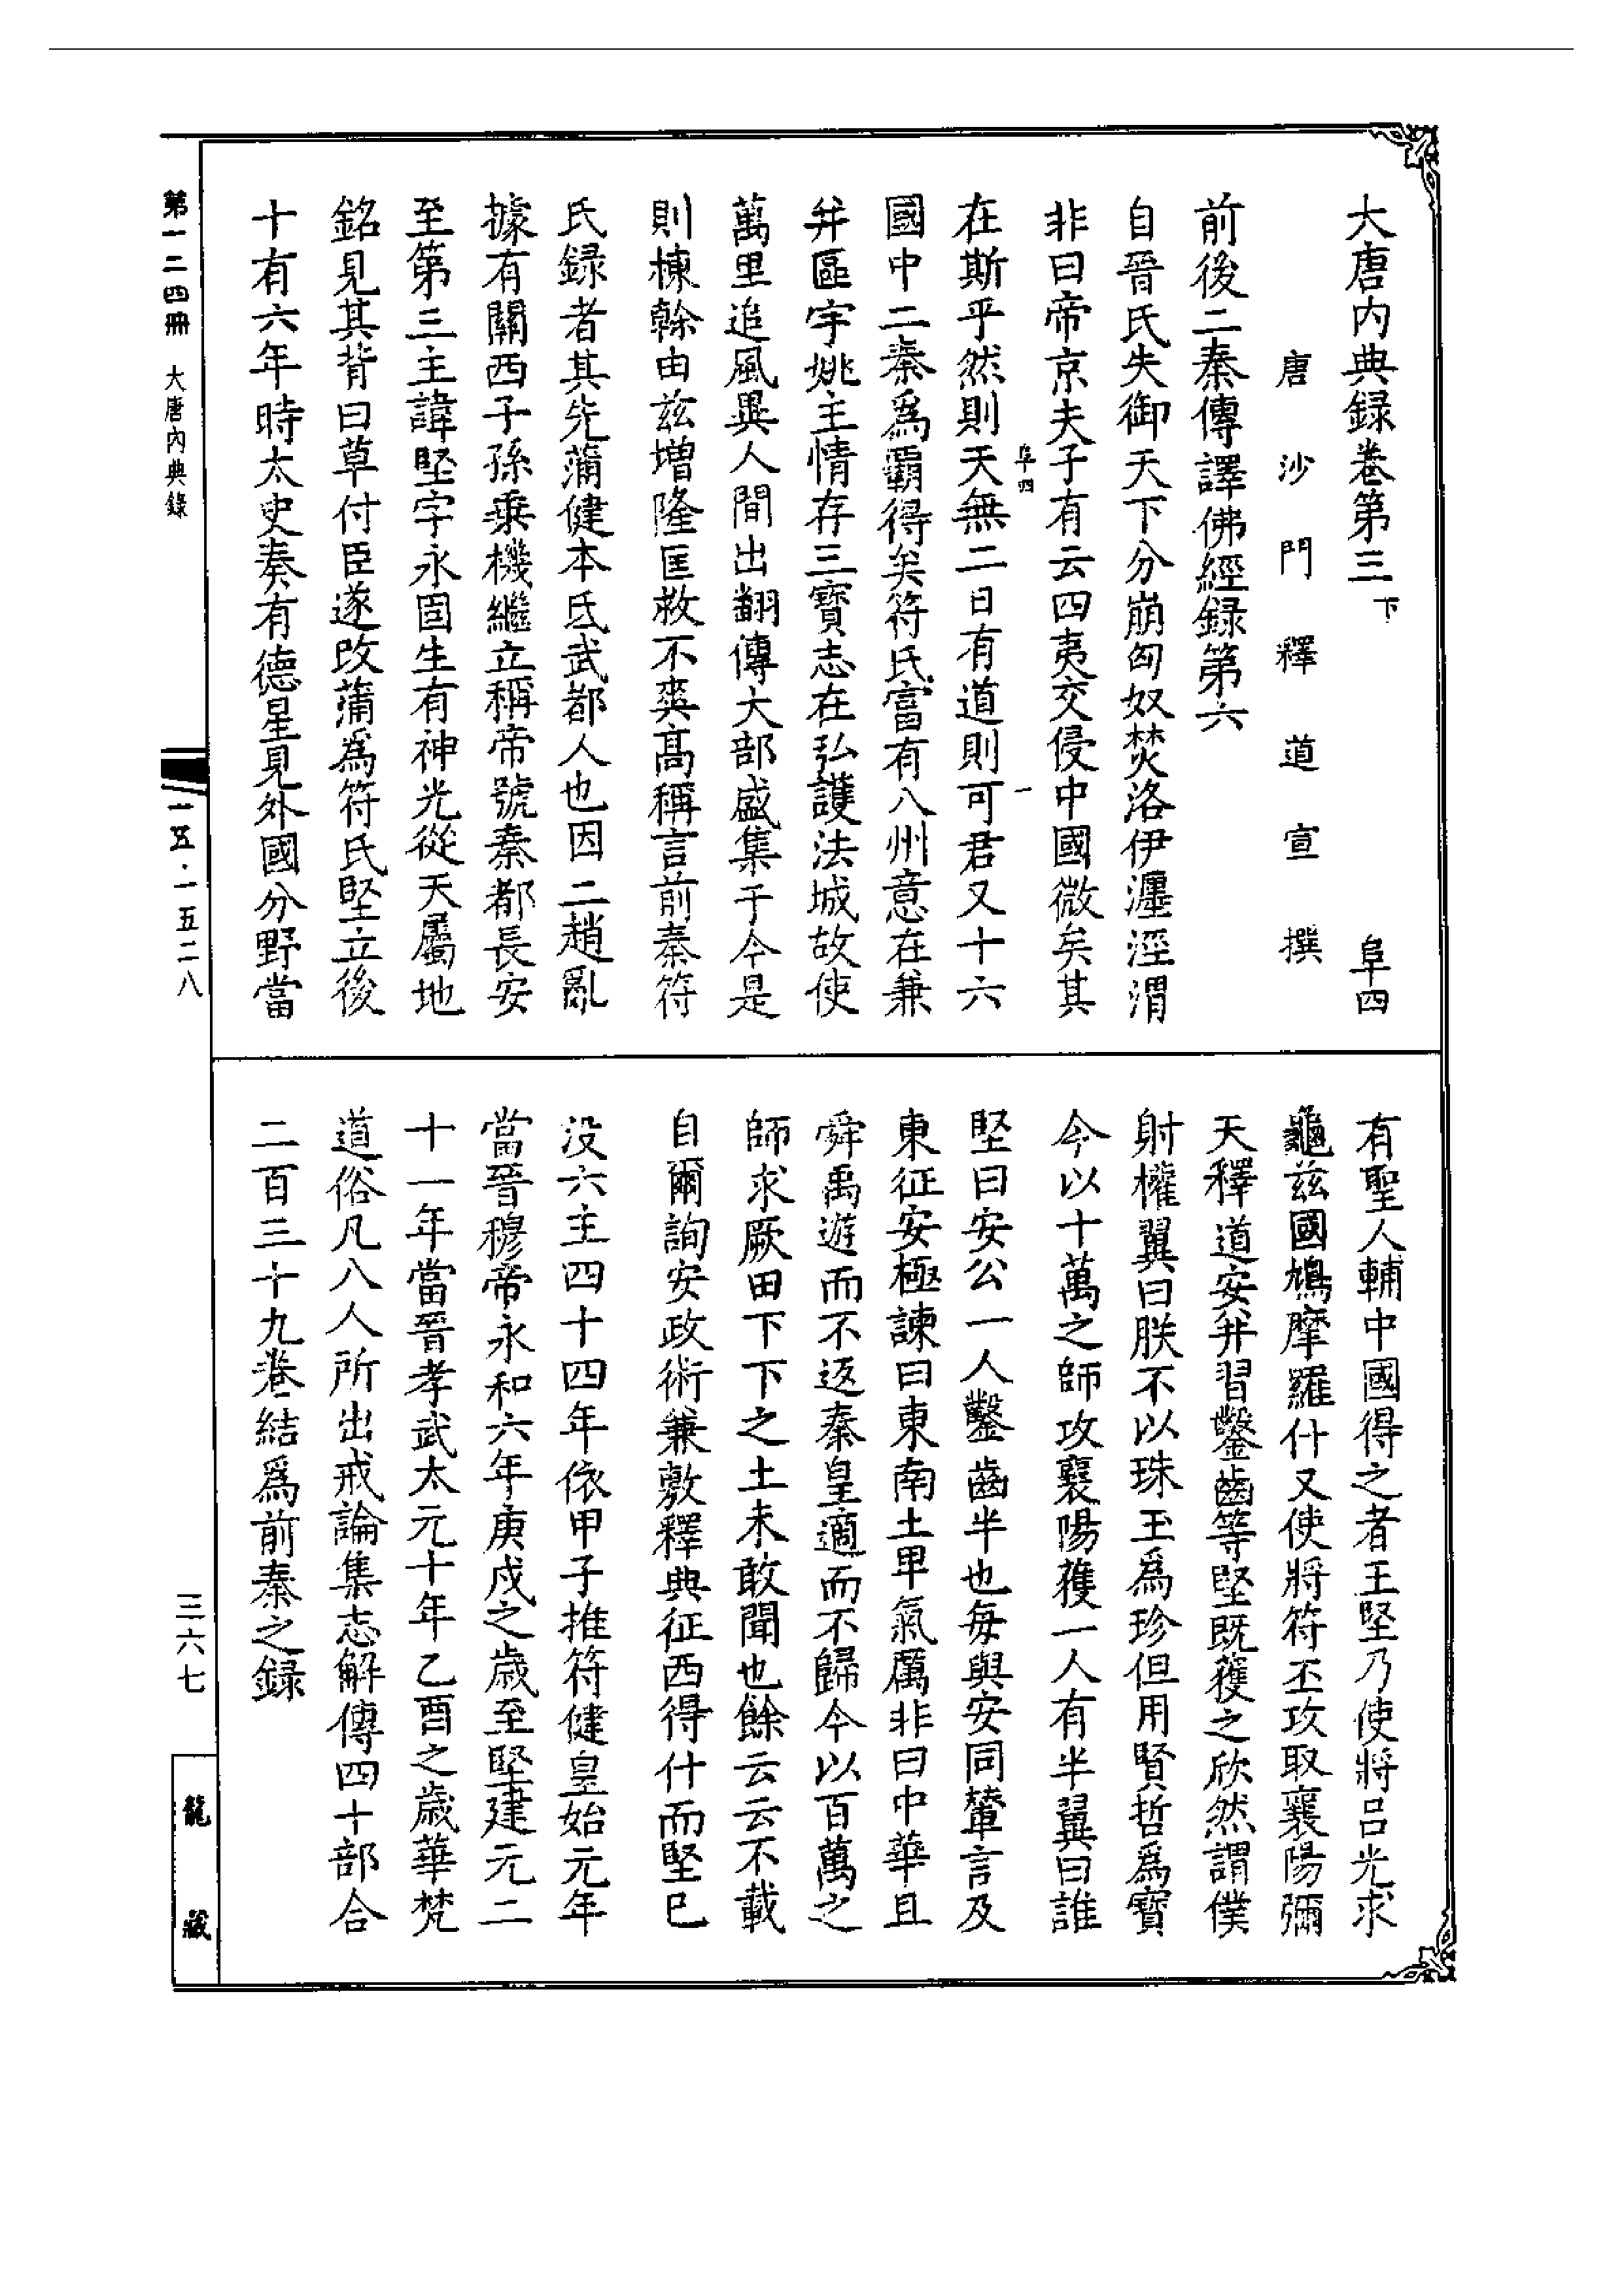 大唐內典録卷第三下　阜四
唐沙門釋道宣撰
前後二秦傳譯佛經録第六
自晉氏失御天下分崩匈奴焚洛伊瀍涇渭
非曰帝京夫子有云四夷交侵中國微矣其
在斯乎然則天無二日有道則可君又十六
阜四　一
國中二秦爲霸得矣符氏富有八州意在兼
并區宇姚主情存三寶志在弘護法城故使
萬里追風異人間出翻傳大部盛集于今是
則棟幹由兹增隆匡救不爽髙稱言前秦符
氏録者其先蒲健本氐武都人也因二趙亂
據有關西子孫乗機繼立稱帝號秦都長安
至第三主諱堅字永固生有神光從天屬地
銘見其背曰草付臣遂改蒲爲符氏堅立後
十有六年時太史奏有德星見外國分野當
有聖人輔中國得之者王堅乃使將呂光求
龜兹國鳩摩羅什又使將符丕攻取襄陽彌
天釋道安并習鑿齒等堅既獲之欣然謂僕
射權翼曰朕不以珠玉爲珍但用賢哲爲寶
今以十萬之師攻襄陽獲一人有半翼曰誰
堅曰安公一人鑿齒半也每與安同輦言及
東征安極諫曰東南土卑氣厲非曰中華且
舜禹遊而不返秦皇適而不歸今以百萬之
師求厥田下下之土未敢聞也餘云云不載
自爾詢安政術兼敷釋典征西得什而堅已
没六主四十四年依甲子推符健皇始元年
當晉穆帝永和六年庚戌之歲至堅建元二
十一年當晉孝武太元十年乙酉之歲華梵
道俗凡八人所出戒論集志解傳四十部合
二百三十九卷結爲前秦之録
第一二四冊　大唐內典錄
一五·一五二八
三六七
龍藏